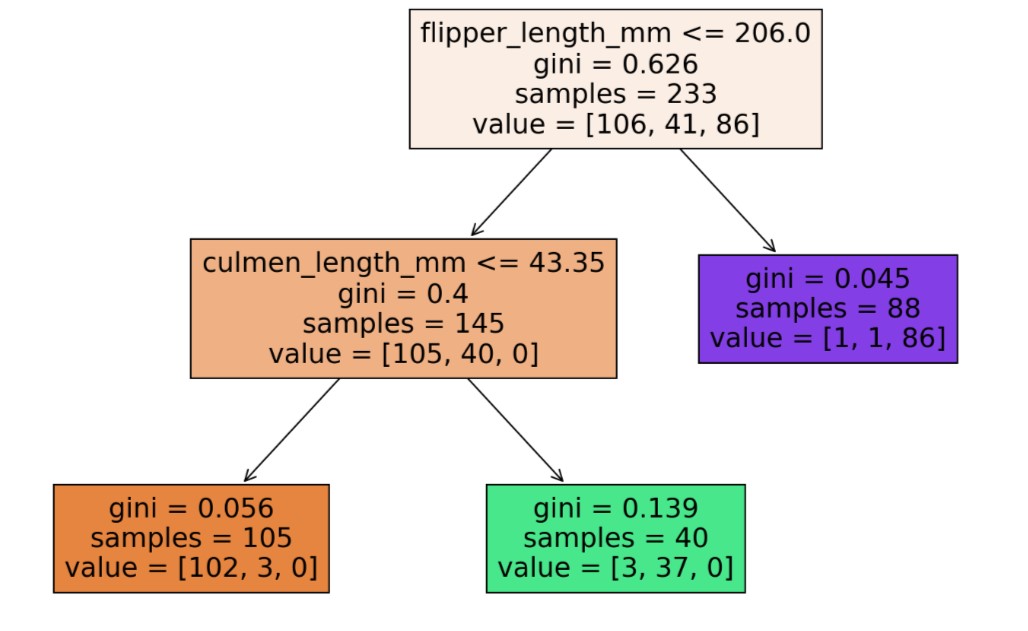 flipper_length_mm <= 206.0
gini = 0.626
samples = 233
value = [106, 41, 86]
culmen_length_mm <= 43.35
gini = 0.4
samples = 145
value = [105, 40, 0]
gini = 0.045
samples = 88
value = [1, 1, 86]
gini = 0.056
samples = 105
value = [102, 3, 0]
gini = 0.139
samples = 40
value = [3, 37, 0]